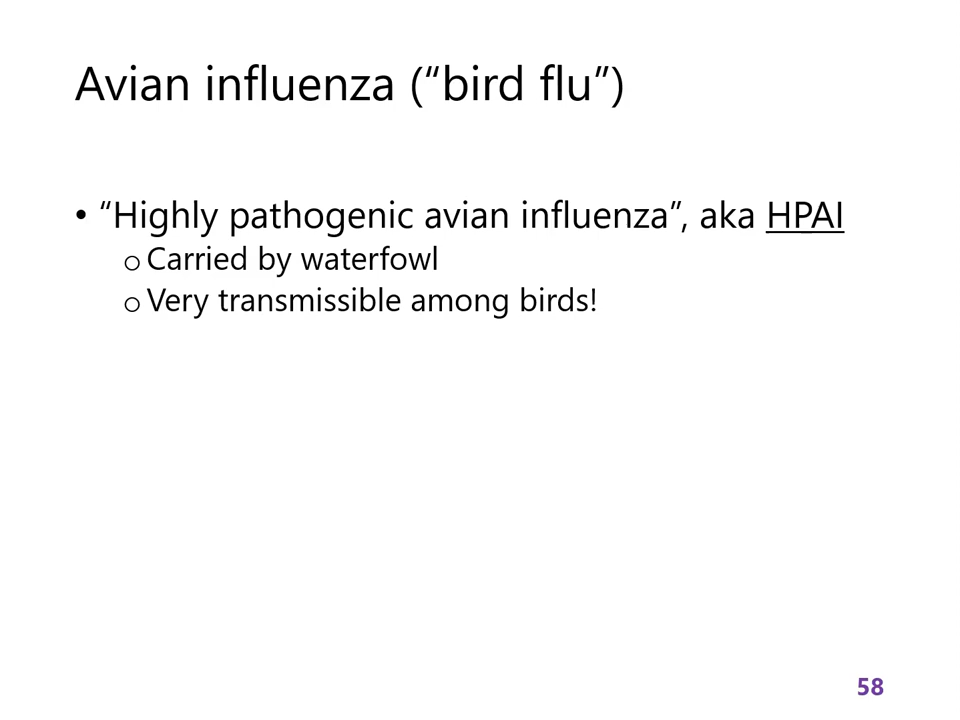 Avian influenza (“bird flu”)
• “Highly pathogenic avian influenza”, aka HPAI
o Carried by waterfowl
o Very transmissible among birds!
58